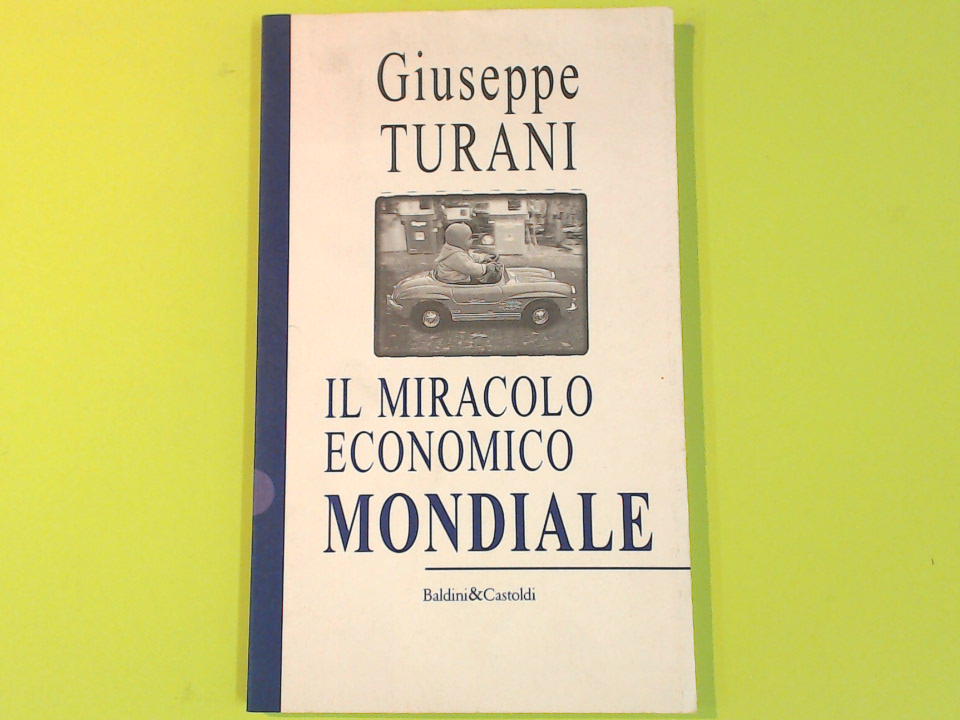 Giuseppe
TURANI
IL MIRACOLO
ECONOMICO
MONDIALE
Baldini&Castoldi